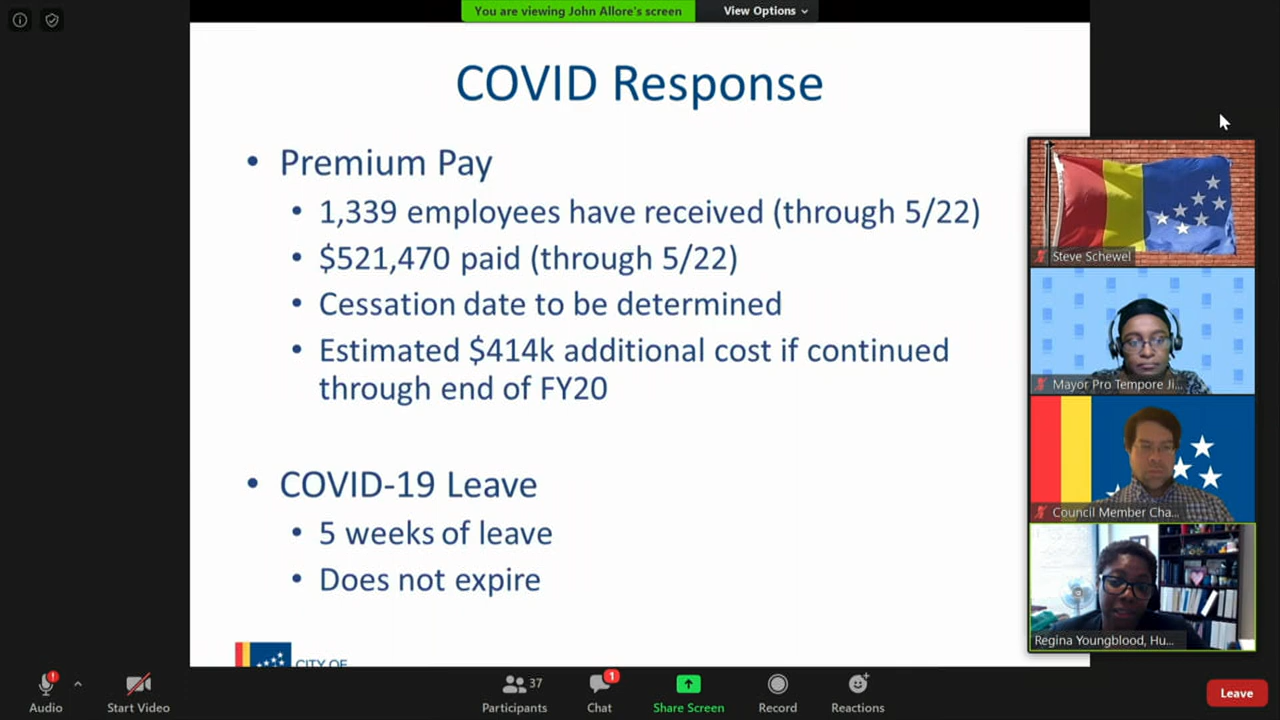 You are viewing John Allore's screen
View Options
COVID Response
• Premium Pay
• 1,339 employees have received (through 5/22)
• $521,470 paid (through 5/22)
• Cessation date to be determined
• Estimated $414k additional cost if continued
through end of FY20
• COVID-19 Leave
• 5 weeks of leave
• Does not expire
CITY OF
Steve Schewel
Mayor Pro Tempore Ji...
Council Member Cha...
Regina Youngblood, Hu...
Audio
Start Video
37
Participants
1
Chat
Share Screen
Record
Reactions
Leave